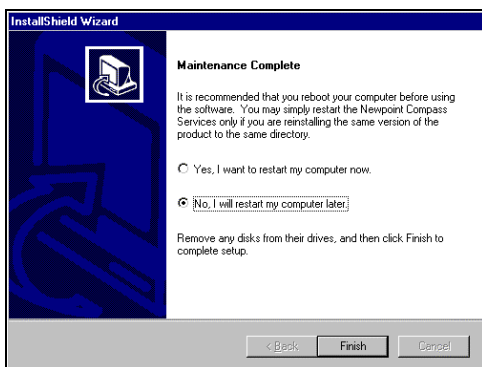 InstallShield Wizard
Maintenance Complete
It is recommended that you reboot your computer before using
the software. You may simply restart the Newpoint Compass
Services only if you are reinstalling the same version of the
product to the same directory.
Yes, I want to restart my computer now.
No, I will restart my computer later.
Remove any disks from their drives, and then click Finish to
complete setup.
< Back Finish Cancel